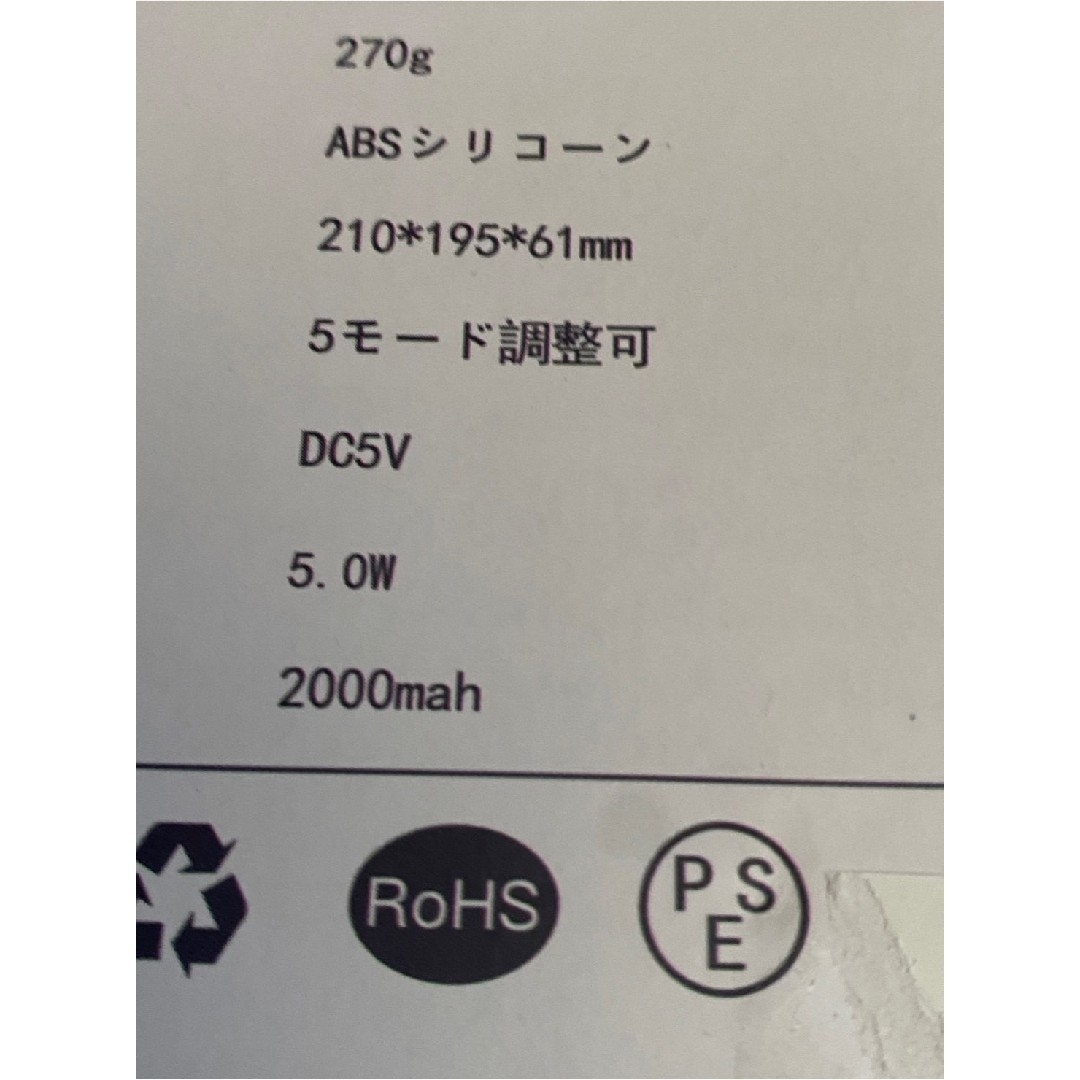 270g
ABSシリコーン
210*195*61mm
5モード調整可
DC5V
5.0W
2000mah
RoHS
PSE